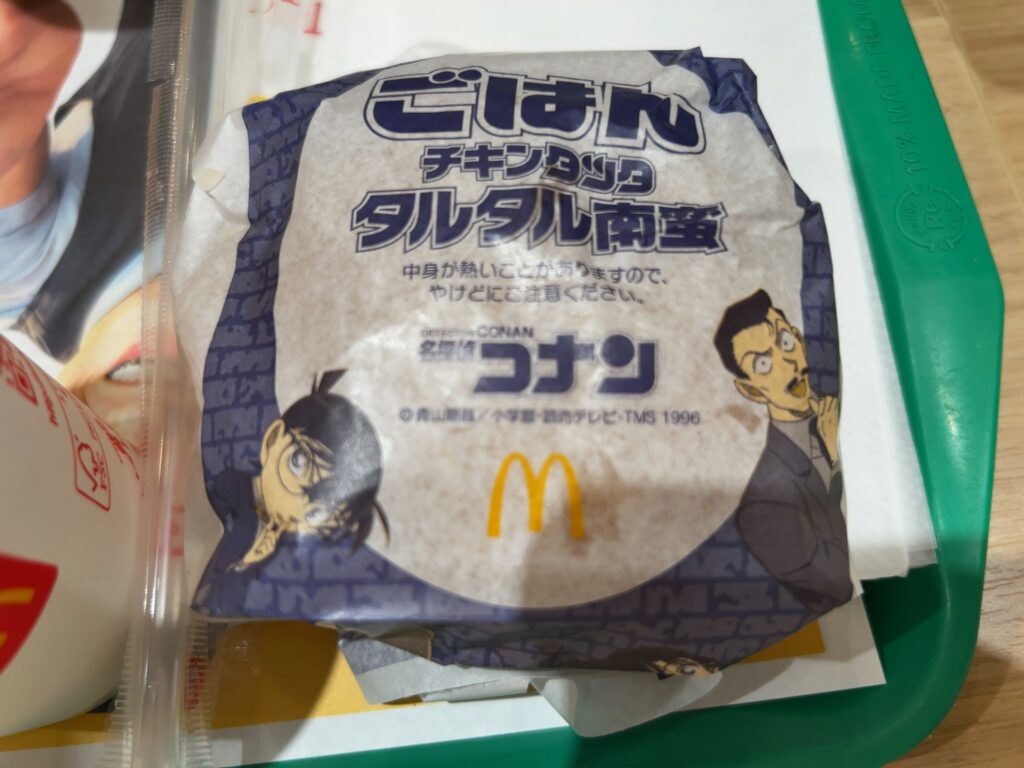 ごはん
チキンタツタ
タルタル南蛮
中身が熱いことがありますので、
やけどにご注意ください。
DETECTIVE CONAN
名探偵
コナン
©青山剛昌/小学館・読売テレビ・TMS 1996
FSC